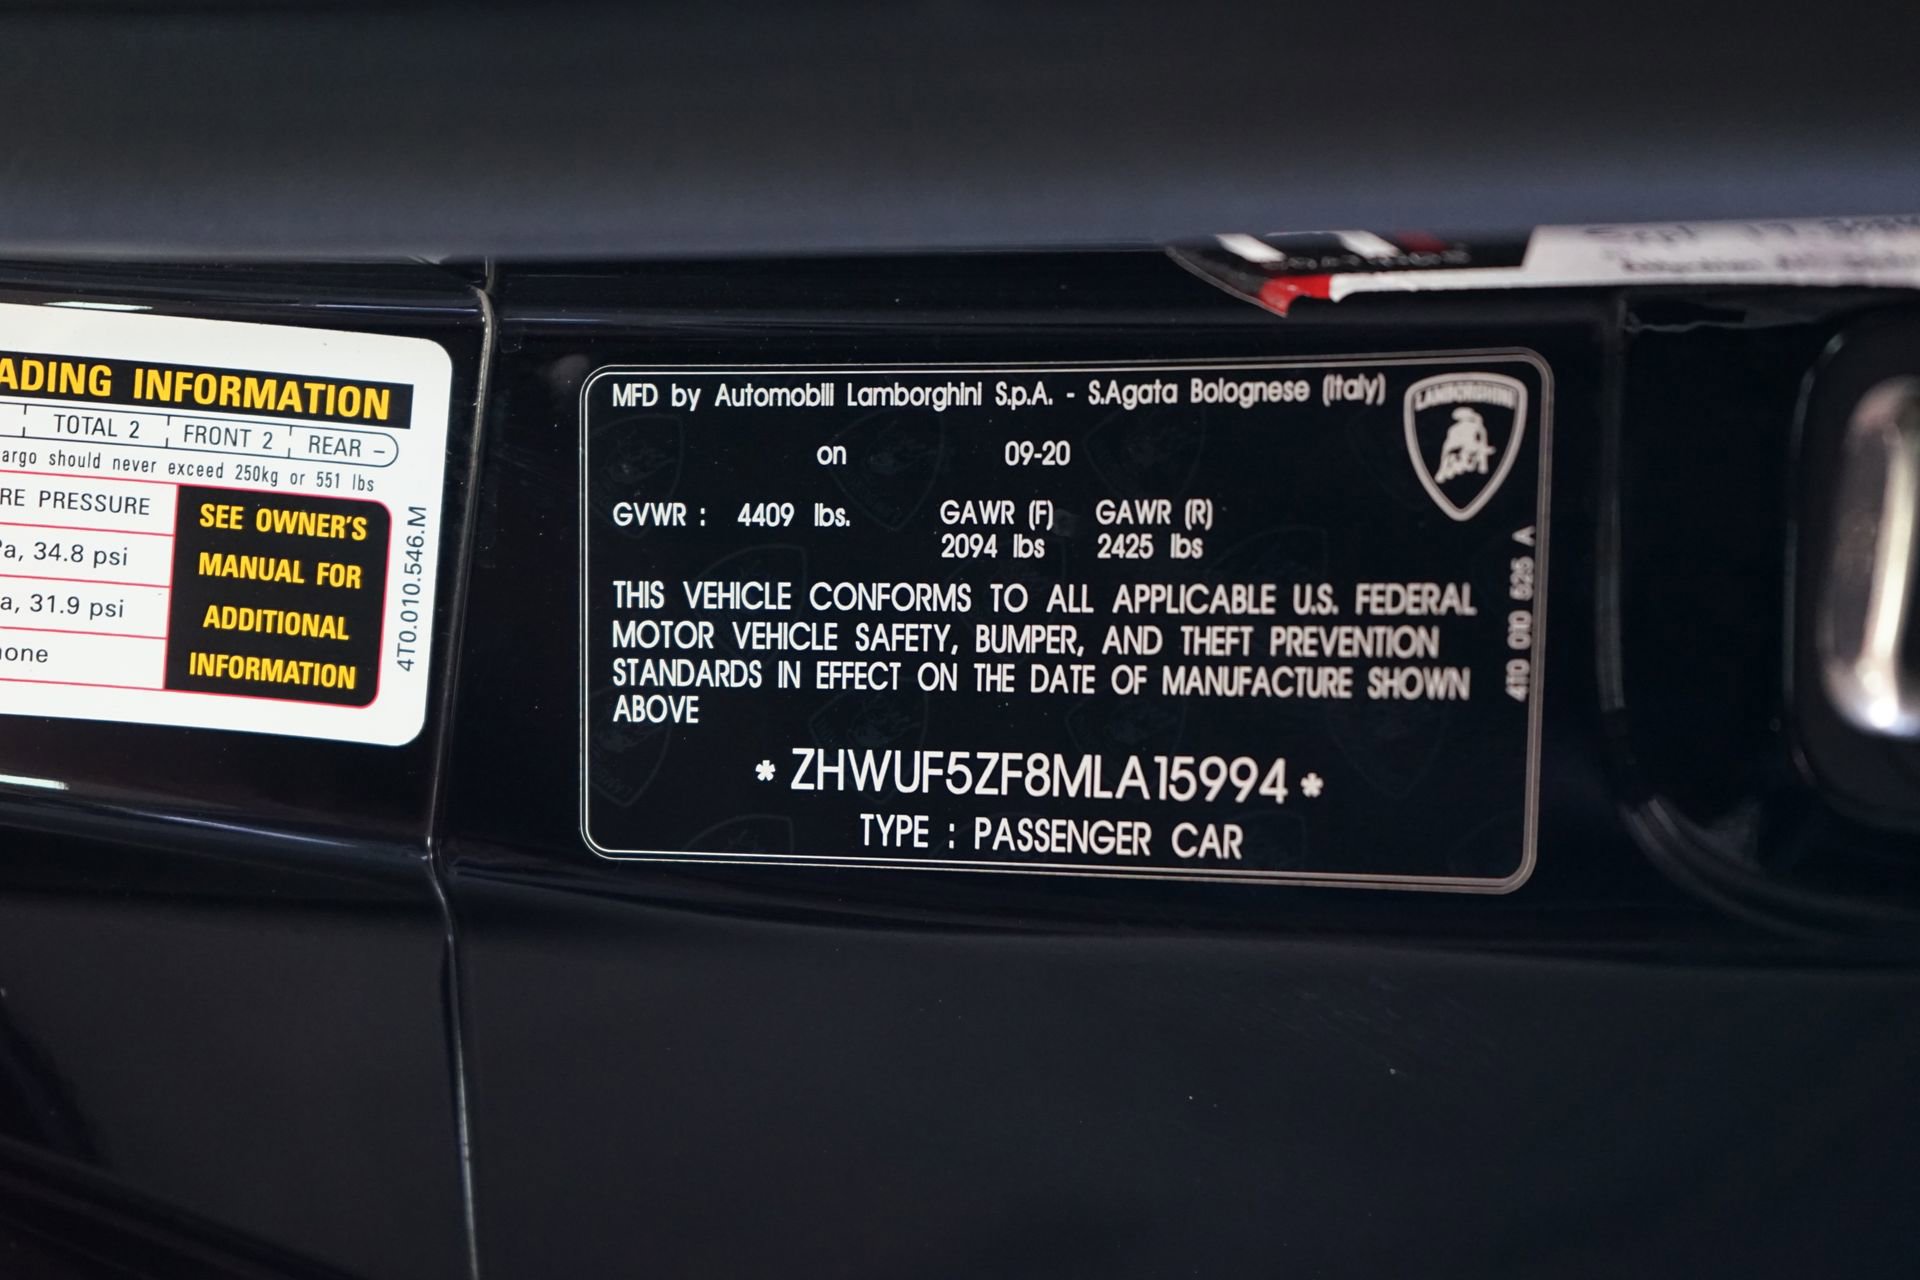 ADING INFORMATION
TOTAL 2 FRONT 2 REAR –
argo should never exceed 250kg or 551 lbs
RE PRESSURE
a, 34.8 psi
a, 31.9 psi
one
SEE OWNER'S
MANUAL FOR
ADDITIONAL
INFORMATION
4T0.010.546.M
MFD by Automobili Lamborghini S.p.A. - S.Agata Bolognese (Italy)
on 09-20
GVWR : 4409 lbs. GAWR (F) GAWR (R)
2094 lbs 2425 lbs
THIS VEHICLE CONFORMS TO ALL APPLICABLE U.S. FEDERAL
MOTOR VEHICLE SAFETY, BUMPER, AND THEFT PREVENTION
STANDARDS IN EFFECT ON THE DATE OF MANUFACTURE SHOWN
ABOVE
* ZHWUF5ZF8MLA15994 *
TYPE : PASSENGER CAR
LAMBORGHINI
410 010 525 A